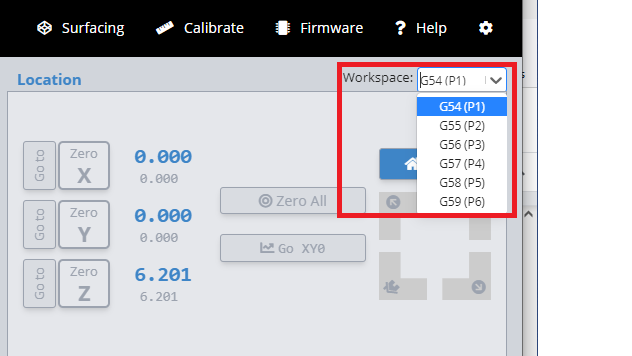 Surfacing Calibrate Firmware ? Help
Location
Workspace: G54 (P1)
G54 (P1)
G55 (P2)
G56 (P3)
G57 (P4)
G58 (P5)
G59 (P6)
Go to
Zero
X
0.000
0.000
Zero All
Go to
Zero
Y
0.000
0.000
Go XY0
Go to
Zero
Z
6.201
6.201